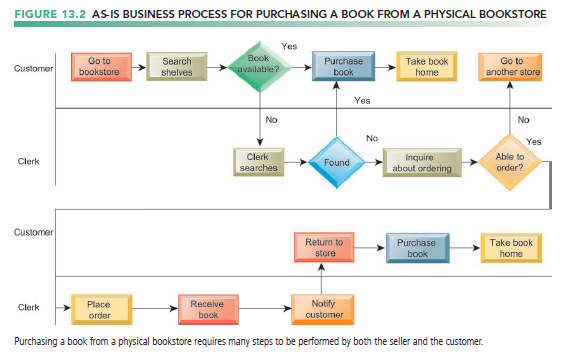 FIGURE 13.2 AS-IS BUSINESS PROCESS FOR PURCHASING A BOOK FROM A PHYSICAL BOOKSTORE
Customer
Go to
bookstore
Search
shelves
Book
available?
Yes
Purchase
book
Take book
home
Go to
another store
No
Yes
No
No
Yes
Clerk
Clerk
searches
Found
Inquire
about ordering
Able to
order?
Customer
Return to
store
Purchase
book
Take book
home
Clerk
Place
order
Receive
book
Notify
customer
Purchasing a book from a physical bookstore requires many steps to be performed by both the seller and the customer.